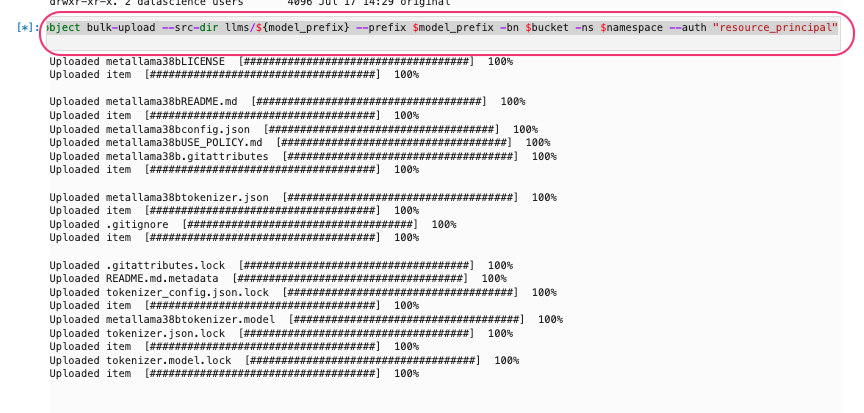 drwxr-xr-x. 2 datascience users 4096 Jul 17 14:29 original
[*]: object bulk-upload --src-dir llms/${model_prefix} --prefix $model_prefix -bn $bucket -ns $namespace --auth "resource_principal"
Uploaded metallama38bLICENSE [####################################] 100%
Uploaded item [####################################] 100%
Uploaded metallama38bREADME.md [####################################] 100%
Uploaded item [####################################] 100%
Uploaded metallama38bconfig.json [####################################] 100%
Uploaded metallama38bUSE_POLICY.md [####################################] 100%
Uploaded metallama38b.gitattributes [####################################] 100%
Uploaded item [####################################] 100%
Uploaded metallama38btokenizer.json [####################################] 100%
Uploaded item [####################################] 100%
Uploaded .gitignore [####################################] 100%
Uploaded item [####################################] 100%
Uploaded .gitattributes.lock [####################################] 100%
Uploaded README.md.metadata [####################################] 100%
Uploaded tokenizer_config.json.lock [####################################] 100%
Uploaded item [####################################] 100%
Uploaded metallama38btokenizer.model [####################################] 100%
Uploaded tokenizer.json.lock [####################################] 100%
Uploaded item [####################################] 100%
Uploaded tokenizer.model.lock [####################################] 100%
Uploaded item [####################################] 100%